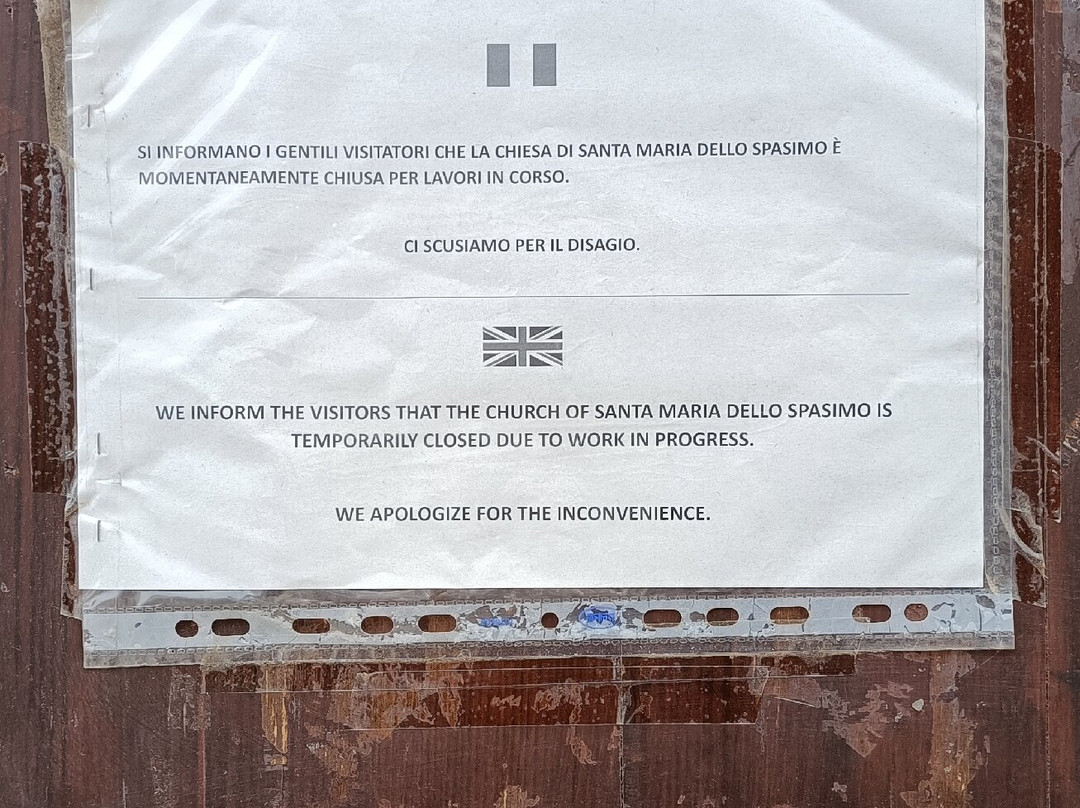 SI INFORMANO I GENTILI VISITATORI CHE LA CHIESA DI SANTA MARIA DELLO SPASIMO È
MOMENTANEAMENTE CHIUSA PER LAVORI IN CORSO.
CI SCUSIAMO PER IL DISAGIO.
WE INFORM THE VISITORS THAT THE CHURCH OF SANTA MARIA DELLO SPASIMO IS
TEMPORARILY CLOSED DUE TO WORK IN PROGRESS.
WE APOLOGIZE FOR THE INCONVENIENCE.